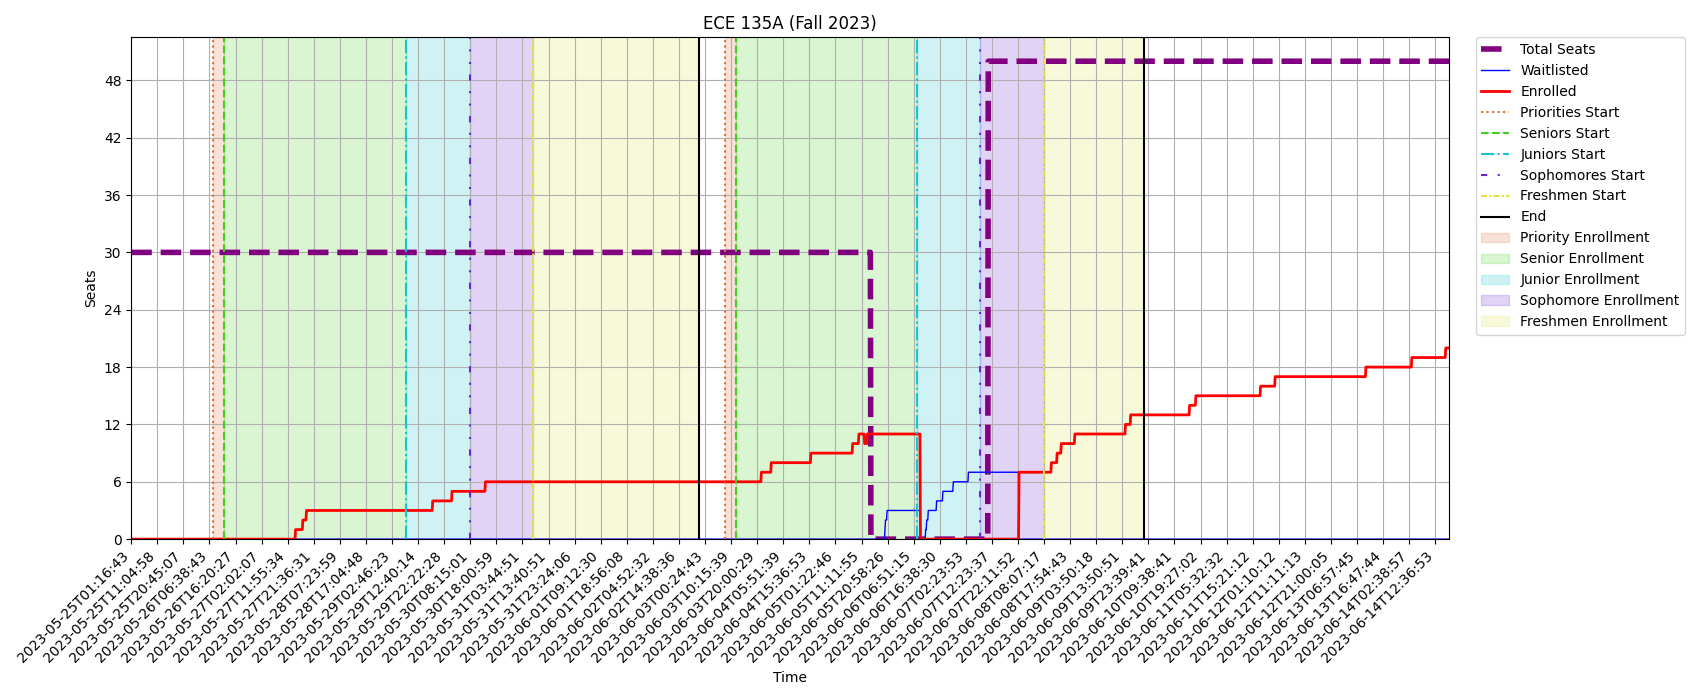 ECE 135A (Fall 2023)
Seats
48
42
36
30
24
18
12
6
0
2023-05-25T01:16:43
2023-05-25T11:04:58
2023-05-25T20:45:07
2023-05-26T06:38:43
2023-05-26T16:20:27
2023-05-27T02:02:07
2023-05-27T11:55:34
2023-05-27T21:36:31
2023-05-28T07:23:59
2023-05-28T17:04:48
2023-05-29T02:46:23
2023-05-29T12:40:14
2023-05-29T22:22:28
2023-05-30T08:15:01
2023-05-30T18:00:59
2023-05-31T03:44:51
2023-05-31T13:40:51
2023-05-31T23:24:06
2023-06-01T09:12:30
2023-06-01T18:56:08
2023-06-02T04:52:32
2023-06-02T14:38:36
2023-06-03T00:24:43
2023-06-03T10:15:39
2023-06-03T20:00:29
2023-06-04T05:51:39
2023-06-04T15:36:53
2023-06-05T01:22:46
2023-06-05T11:11:55
2023-06-05T20:58:26
2023-06-06T06:51:15
2023-06-06T16:38:30
2023-06-07T02:23:53
2023-06-07T12:23:37
2023-06-07T22:11:52
2023-06-08T08:07:17
2023-06-08T17:54:43
2023-06-09T03:50:18
2023-06-09T13:50:51
2023-06-09T23:39:41
2023-06-10T09:38:41
2023-06-10T19:27:02
2023-06-11T05:32:32
2023-06-11T15:21:12
2023-06-12T01:10:12
2023-06-12T11:11:13
2023-06-12T21:00:05
2023-06-13T06:57:45
2023-06-13T16:47:44
2023-06-14T02:38:57
2023-06-14T12:36:53
Time
Total Seats
Waitlisted
Enrolled
Priorities Start
Seniors Start
Juniors Start
Sophomores Start
Freshmen Start
End
Priority Enrollment
Senior Enrollment
Junior Enrollment
Sophomore Enrollment
Freshmen Enrollment